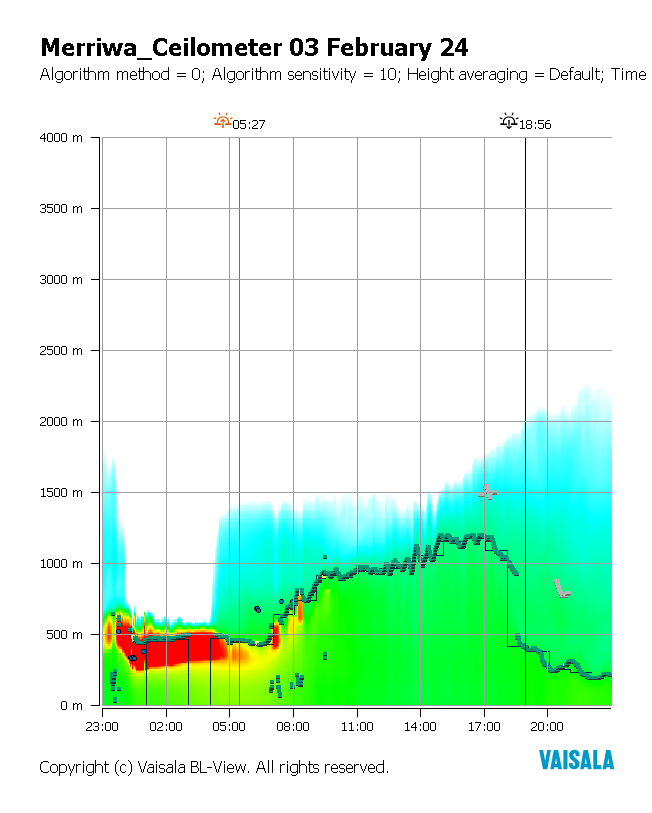 Merriwa_Ceilometer 03 February 24
Algorithm method = 0; Algorithm sensitivity = 10; Height averaging = Default; Time
05:27
18:56
4000 m
3500 m
3000 m
2500 m
2000 m
1500 m
1000 m
500 m
0 m
23:00 02:00 05:00 08:00 11:00 14:00 17:00 20:00
VAISALA
Copyright (c) Vaisala BL-View. All rights reserved.